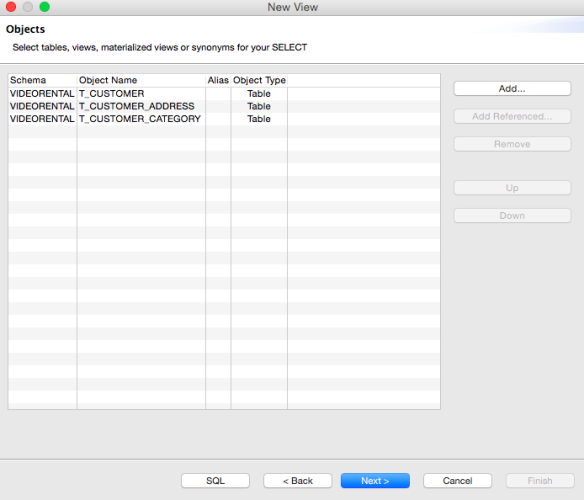 New View
Objects
Select tables, views, materialized views or synonyms for your SELECT
Schema Object Name Alias Object Type
VIDEORENTAL T_CUSTOMER Table
VIDEORENTAL T_CUSTOMER_ADDRESS Table
VIDEORENTAL T_CUSTOMER_CATEGORY Table
Add...
Add Referenced...
Remove
Up
Down
SQL < Back Next > Cancel Finish